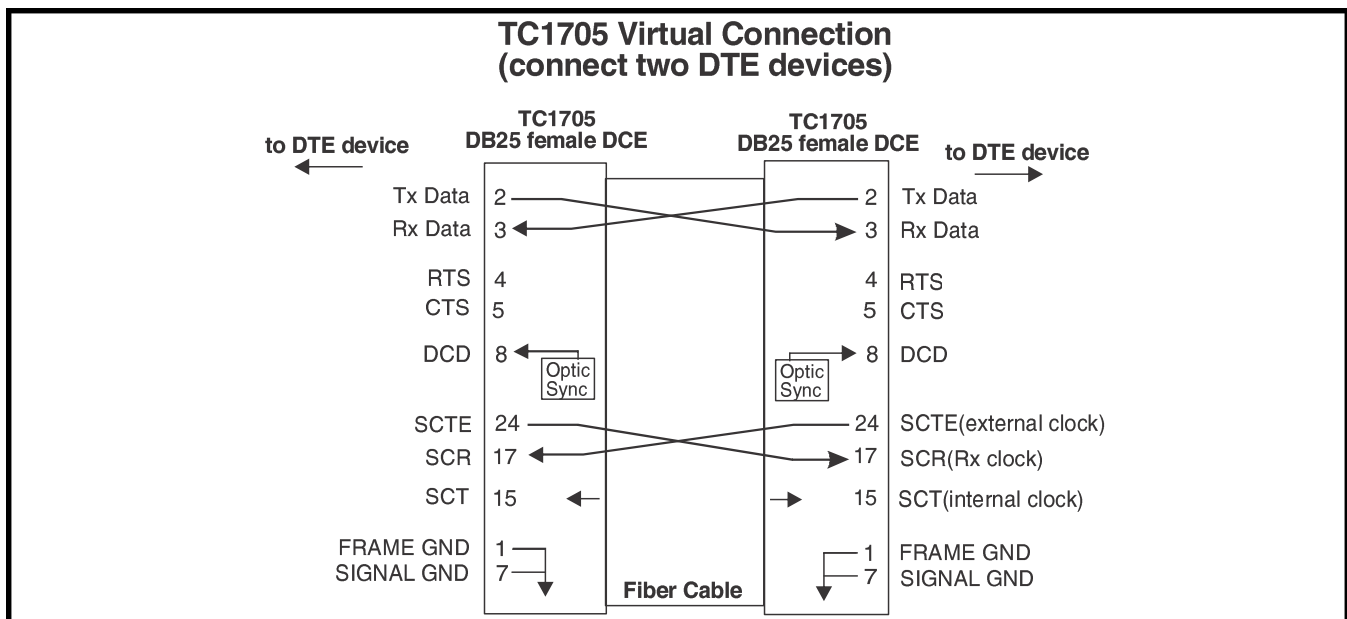 TC1705 Virtual Connection
(connect two DTE devices)
TC1705
DB25 female DCE
TC1705
DB25 female DCE
to DTE device
to DTE device
Tx Data 2 2 Tx Data
Rx Data 3 3 Rx Data
RTS 4 4 RTS
CTS 5 5 CTS
DCD 8 8 DCD
Optic
Sync
Optic
Sync
SCTE 24 24 SCTE(external clock)
SCR 17 17 SCR(Rx clock)
SCT 15 15 SCT(internal clock)
FRAME GND 1 1 FRAME GND
SIGNAL GND 7 7 SIGNAL GND
Fiber Cable